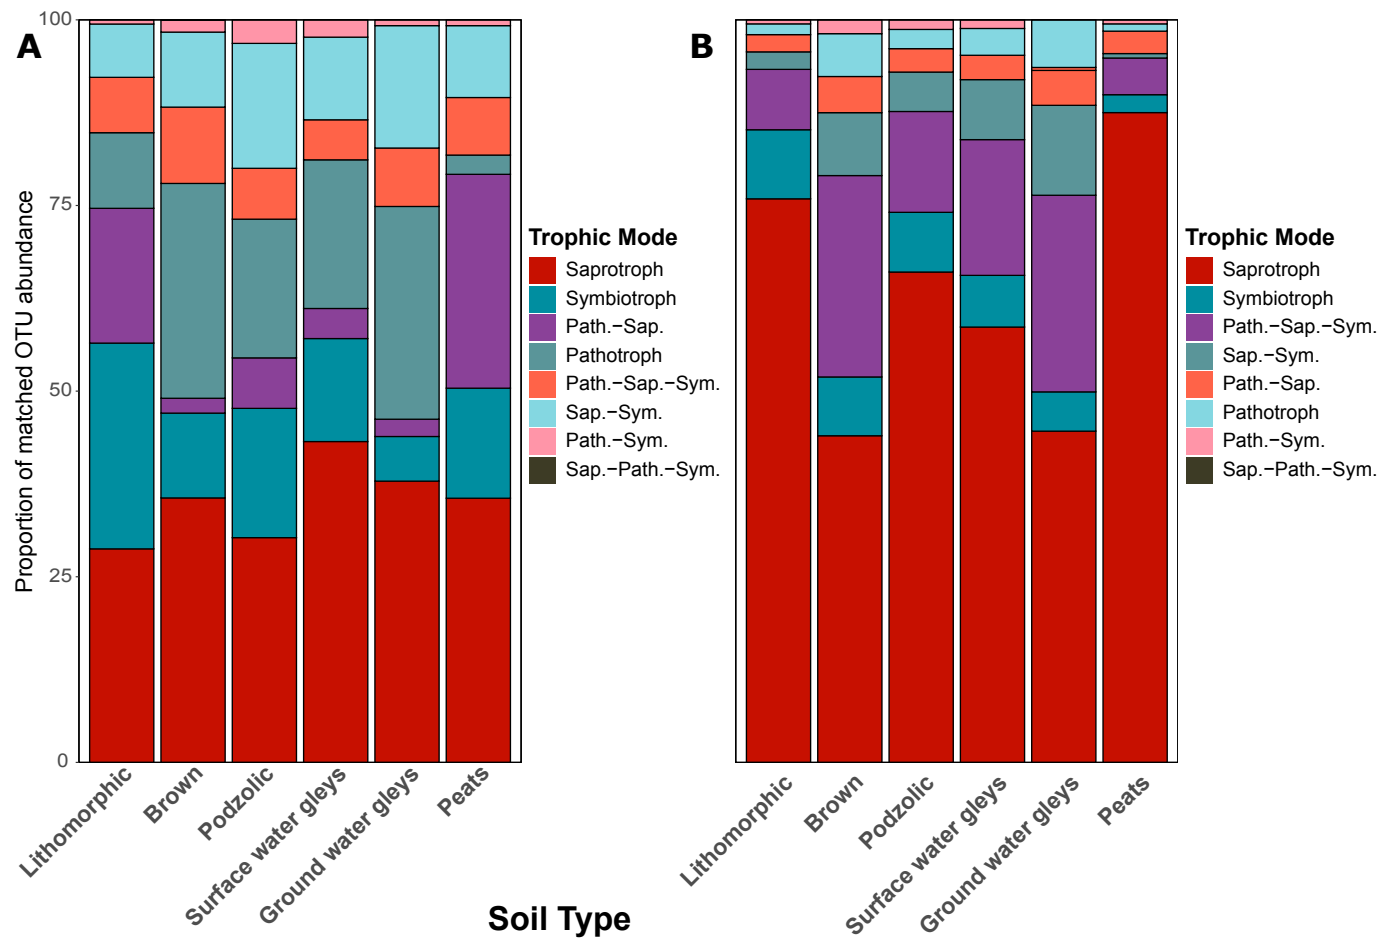 A
B
Proportion of matched OTU abundance
100
75
50
25
0
Lithomorphic
Brown
Podzolic
Surface water gleys
Ground water gleys
Peats
Trophic Mode
Saprotroph
Symbiotroph
Path.−Sap.
Pathotroph
Path.−Sap.−Sym.
Sap.−Sym.
Path.−Sym.
Sap.−Path.−Sym.
Lithomorphic
Brown
Podzolic
Surface water gleys
Ground water gleys
Peats
Trophic Mode
Saprotroph
Symbiotroph
Path.−Sap.−Sym.
Sap.−Sym.
Path.−Sap.
Pathotroph
Path.−Sym.
Sap.−Path.−Sym.
Soil Type